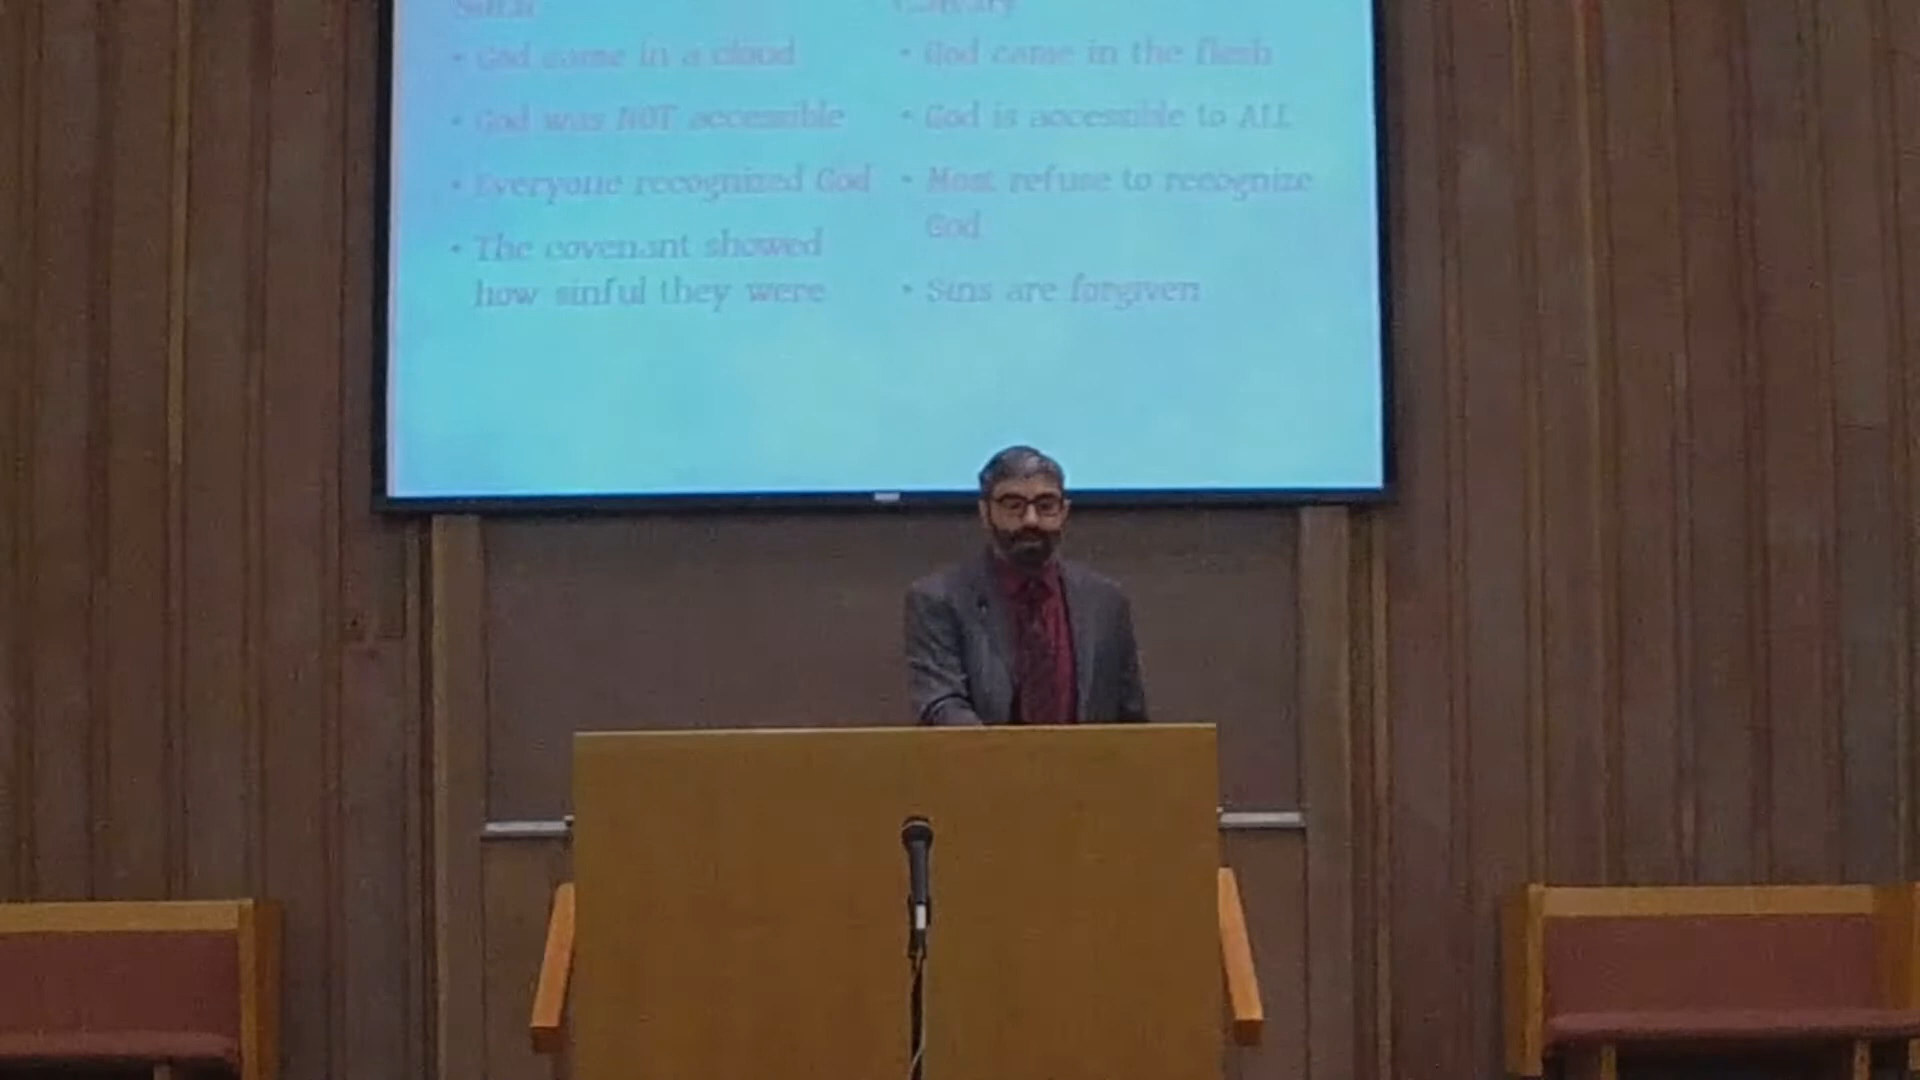 • God came in a cloud
• God was NOT accessible
• Everyone recognized God
• The covenant showed
how sinful they were
Calvary
• God came in the flesh
• God is accessible to ALL
• Most refuse to recognize
God
• Sins are forgiven